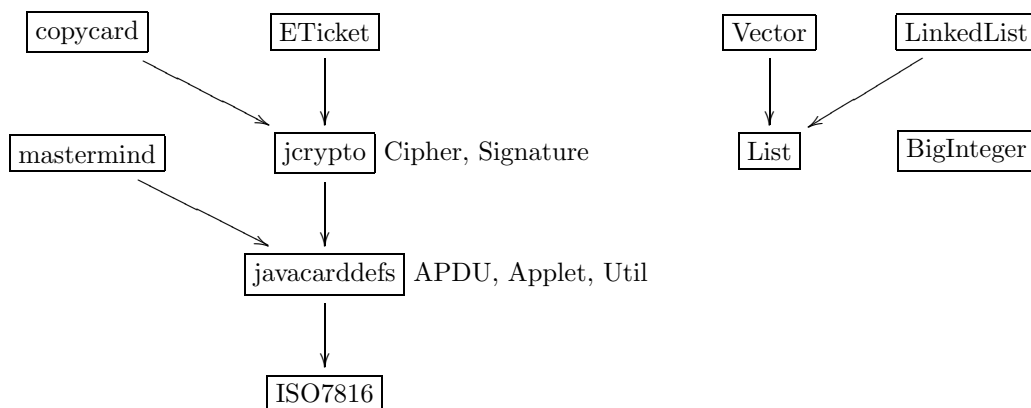 copycard
ETicket
Vector
LinkedList
mastermind
jcrypto Cipher, Signature
List
BigInteger
javacarddefs APDU, Applet, Util
ISO7816